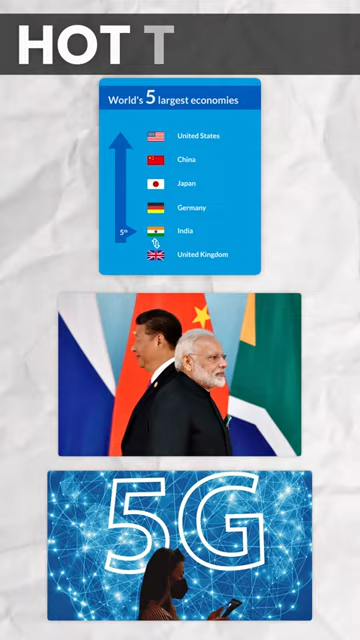 HOT T
World's 5 largest economies
United States
China
Japan
Germany
5th India
United Kingdom
5G